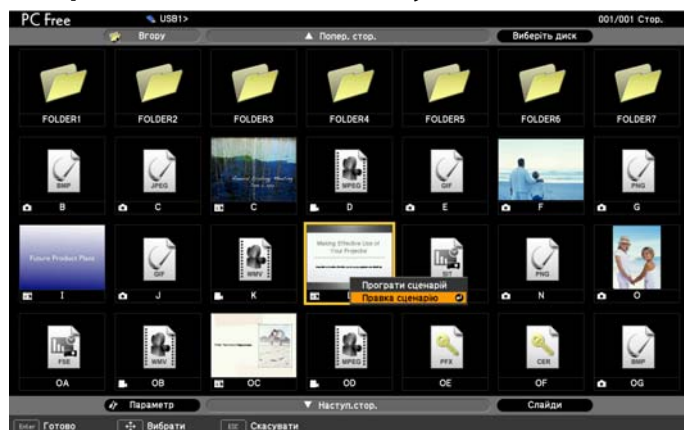 PC Free USB1> 001/001 Стор.
Вгору Попер. стор. Виберіть диск
FOLDER1 FOLDER2 FOLDER3 FOLDER4 FOLDER5 FOLDER6 FOLDER7
BMP JPEG MPEG GIF PNG
B C C D E F G
Future Product Plans GIF WMV Making Effective Use of Your Projector SIT PNG
Програти сценарій
I J K N O
Правка сценарію
FSE WMV MPEG PFX CER BMP
OA OB OC OD OE OF OG
Параметр Наступ.стор. Слайди
Enter Готово Вибрати ESC Скасувати